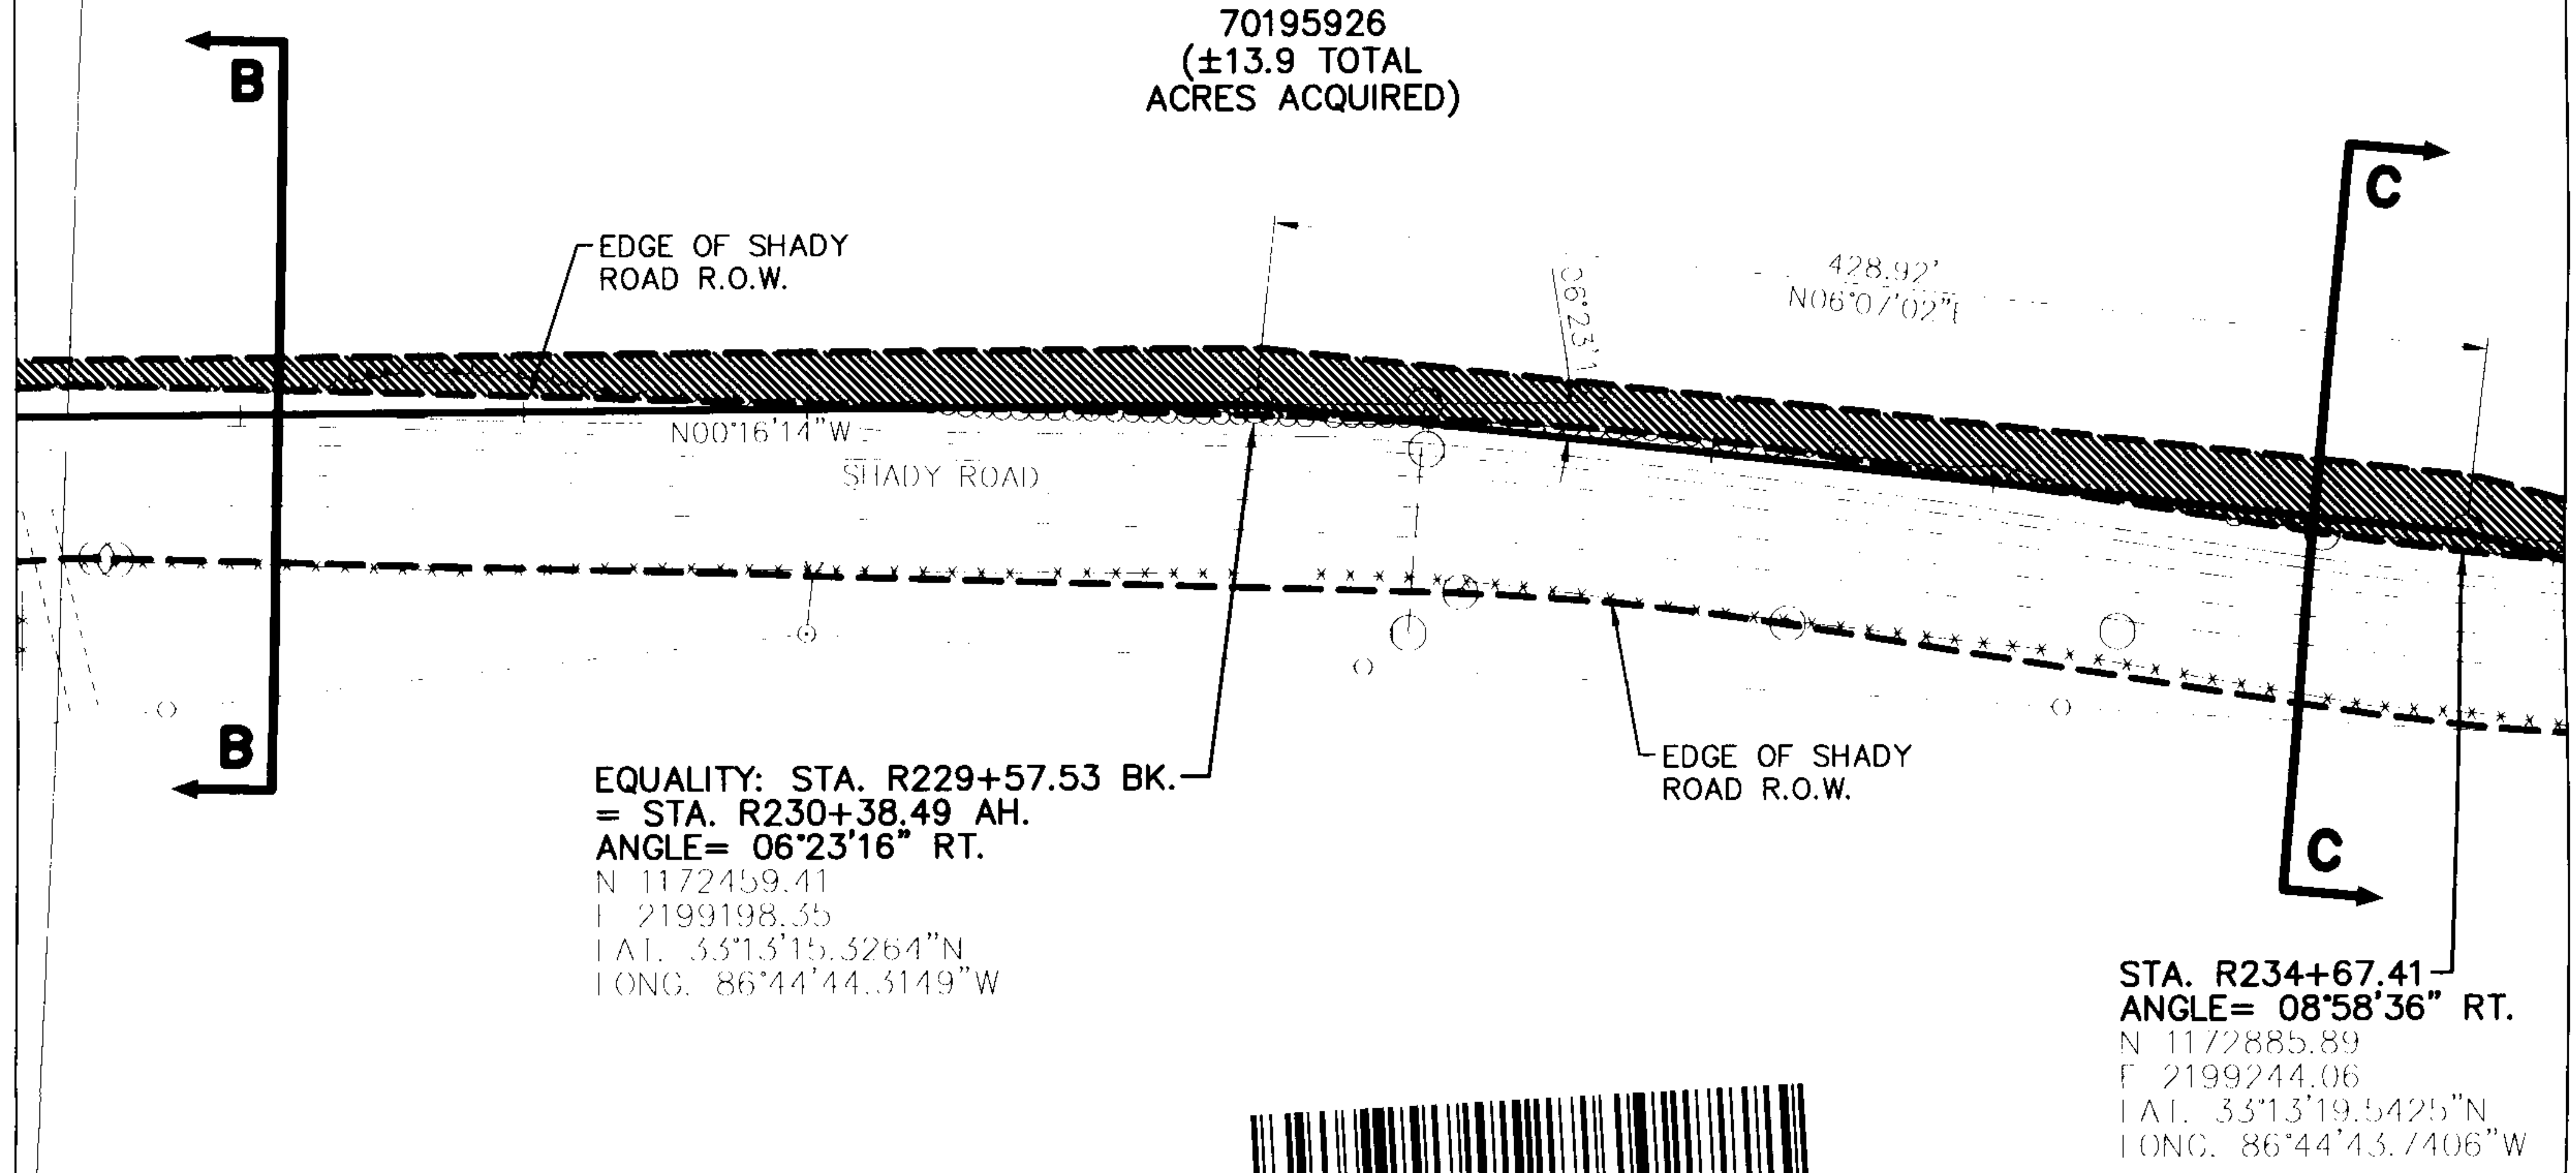 70195926
(±13.9 TOTAL
ACRES ACQUIRED)
B
C
EDGE OF SHADY
ROAD R.O.W.
428.92'
N06°07'02"E
06°23'1
N00°16'14"W
SHADY ROAD
B
EDGE OF SHADY
ROAD R.O.W.
EQUALITY: STA. R229+57.53 BK.
= STA. R230+38.49 AH.
ANGLE= 06°23'16" RT.
N 1172459.41
E 2199198.35
LAT. 33°13'15.3264"N
LONG. 86°44'44.3149"W
C
STA. R234+67.41
ANGLE= 08°58'36" RT.
N 1172885.89
E 2199244.06
LAT. 33°13'19.5425"N
LONG. 86°44'43.7406"W